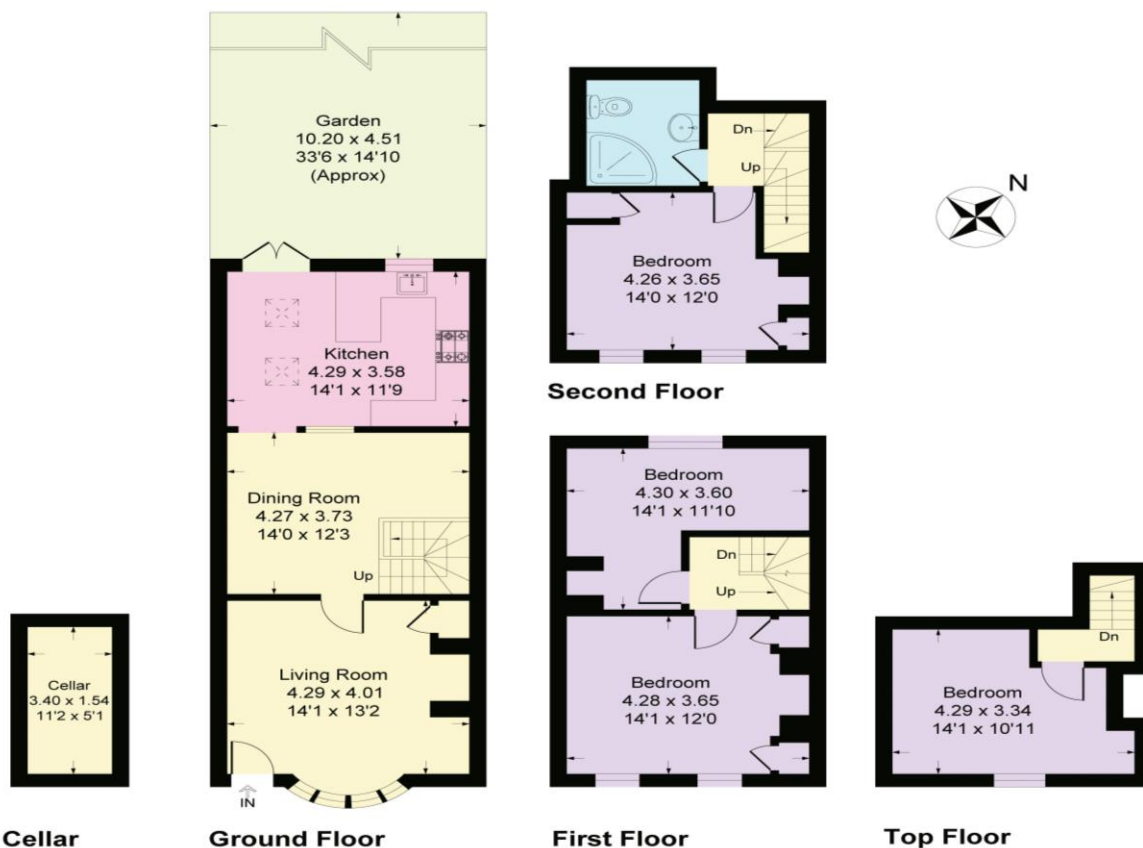 Garden
10.20 x 4.51
33'6 x 14'10
(Approx)
Kitchen
4.29 x 3.58
14'1 x 11'9
Dining Room
4.27 x 3.73
14'0 x 12'3
Up
Living Room
4.29 x 4.01
14'1 x 13'2
IN
Ground Floor
Cellar
3.40 x 1.54
11'2 x 5'1
Cellar
Dn
Up
Bedroom
4.26 x 3.65
14'0 x 12'0
Second Floor
N
Bedroom
4.30 x 3.60
14'1 x 11'10
Dn
Up
Bedroom
4.28 x 3.65
14'1 x 12'0
First Floor
Dn
Bedroom
4.29 x 3.34
14'1 x 10'11
Top Floor